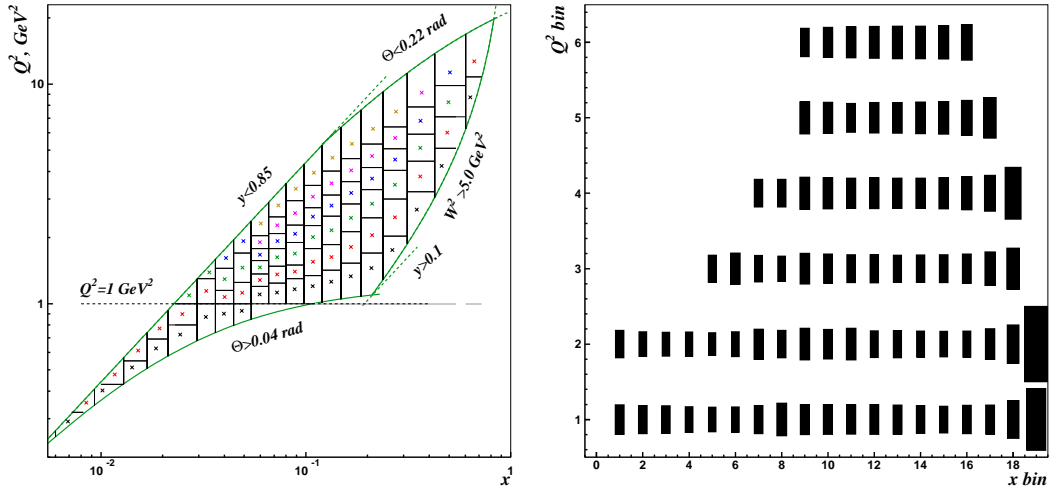 Q², GeV²
10
1
Θ<0.22 rad
y<0.85
W² >5.0 GeV²
y>0.1
Q²=1 GeV²
Θ>0.04 rad
10⁻²
10⁻¹
1
x
Q² bin
6
5
4
3
2
1
0 2 4 6 8 10 12 14 16 18
x bin